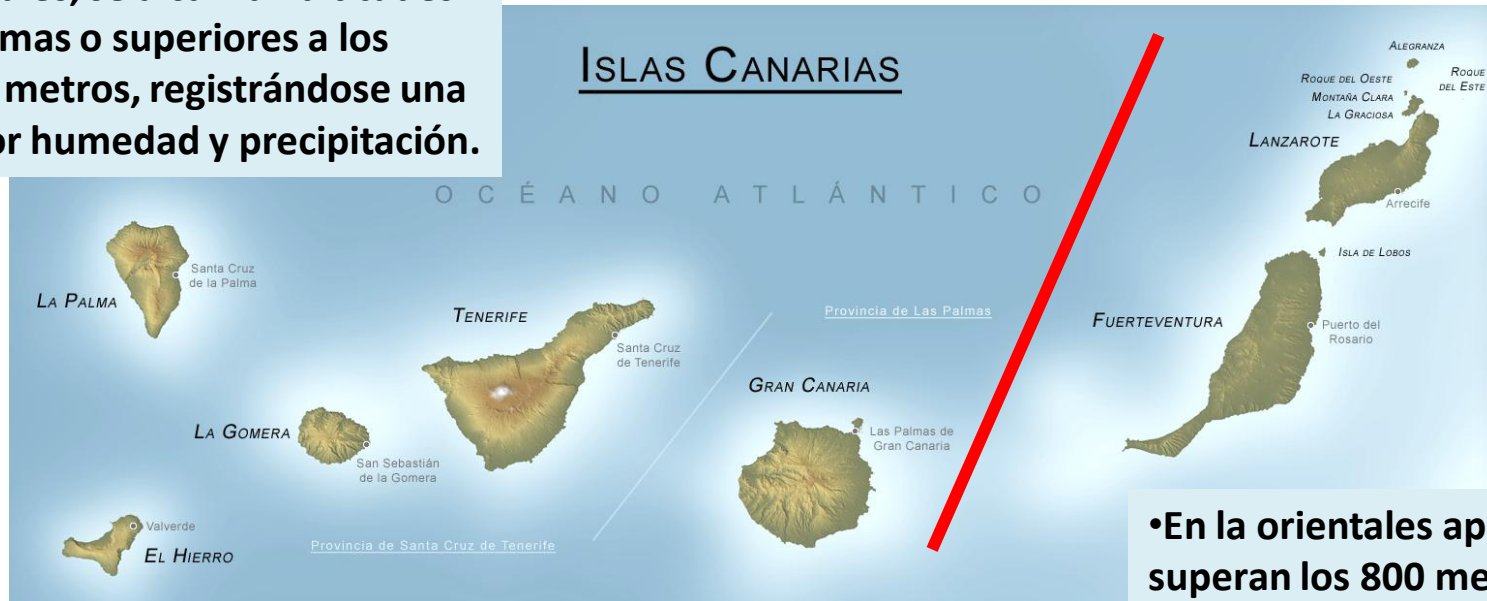 se alcanzan altitudes
mas o superiores a los
metros, registrándose una
or humedad y precipitación.
ISLAS CANARIAS
OCÉANO ATLÁNTICO
ALEGRANZA
ROQUE DEL OESTE
ROQUE
DEL ESTE
MONTAÑA CLARA
LA GRACIOSA
LANZAROTE
Arrecife
ISLA DE LOBOS
FUERTEVENTURA
Puerto del
Rosario
LA PALMA
Santa Cruz
de la Palma
TENERIFE
Santa Cruz
de Tenerife
Provincia de Las Palmas
GRAN CANARIA
Las Palmas de
Gran Canaria
LA GOMERA
San Sebastián
de la Gomera
Valverde
EL HIERRO
Provincia de Santa Cruz de Tenerife
•En la orientales ap
superan los 800 me